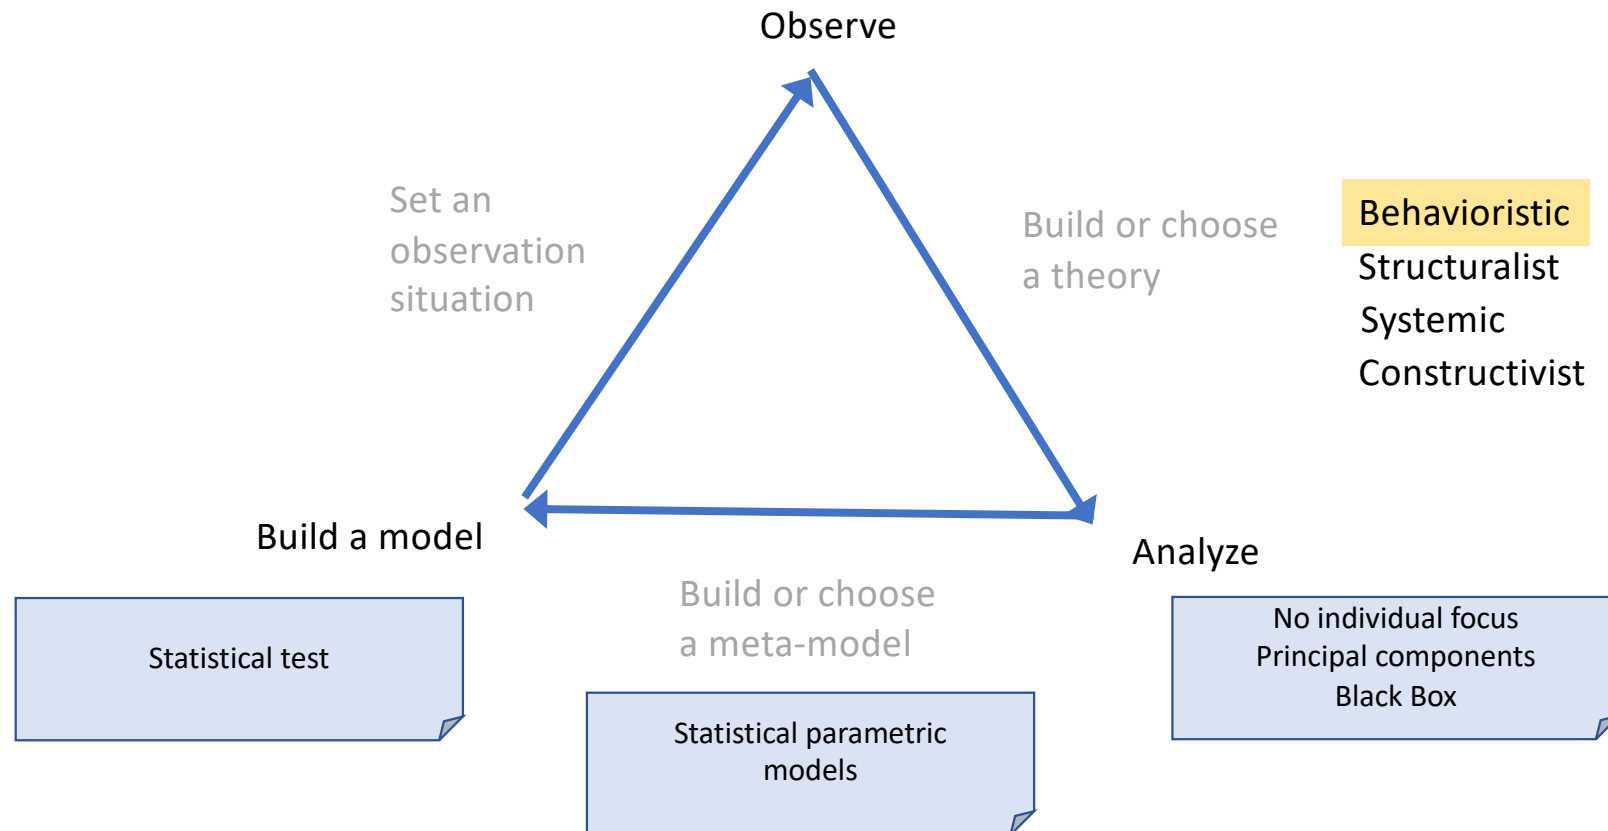 Observe
Set an
observation
situation
Build or choose
a theory
Behavioristic
Structuralist
Systemic
Constructivist
Build a model
Analyze
Build or choose
a meta-model
Statistical test
No individual focus
Principal components
Black Box
Statistical parametric
models